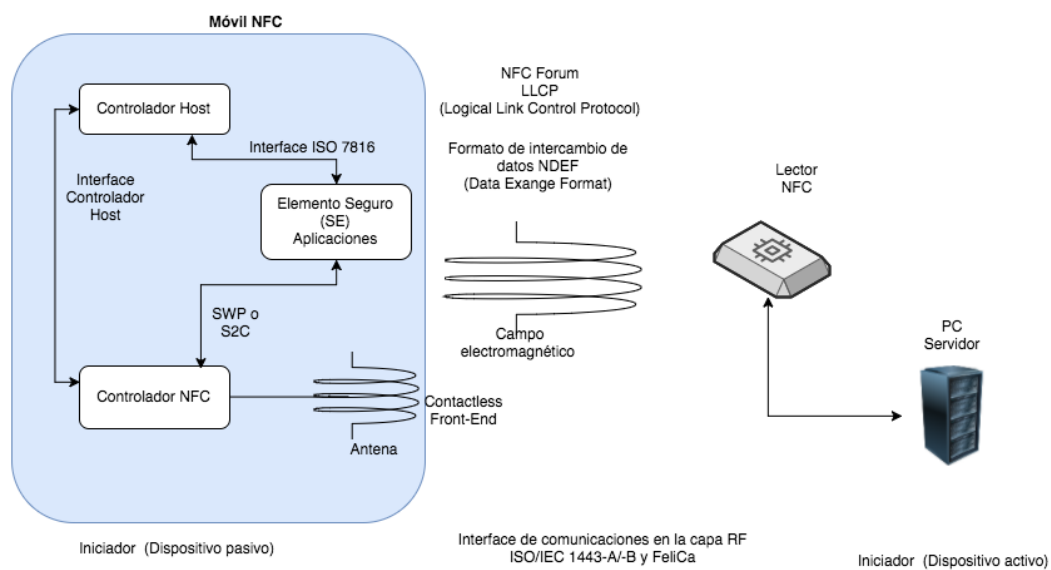 Móvil NFC
Controlador Host
Interface ISO 7816
Interface
Controlador
Host
Elemento Seguro
(SE)
Aplicaciones
SWP o
S2C
Controlador NFC
Antena
Contactless
Front-End
Iniciador (Dispositivo pasivo)
NFC Forum
LLCP
(Logical Link Control Protocol)
Formato de intercambio de
datos NDEF
(Data Exange Format)
Campo
electromagnético
Interface de comunicaciones en la capa RF
ISO/IEC 1443-A/-B y FeliCa
Lector
NFC
PC
Servidor
Iniciador (Dispositivo activo)